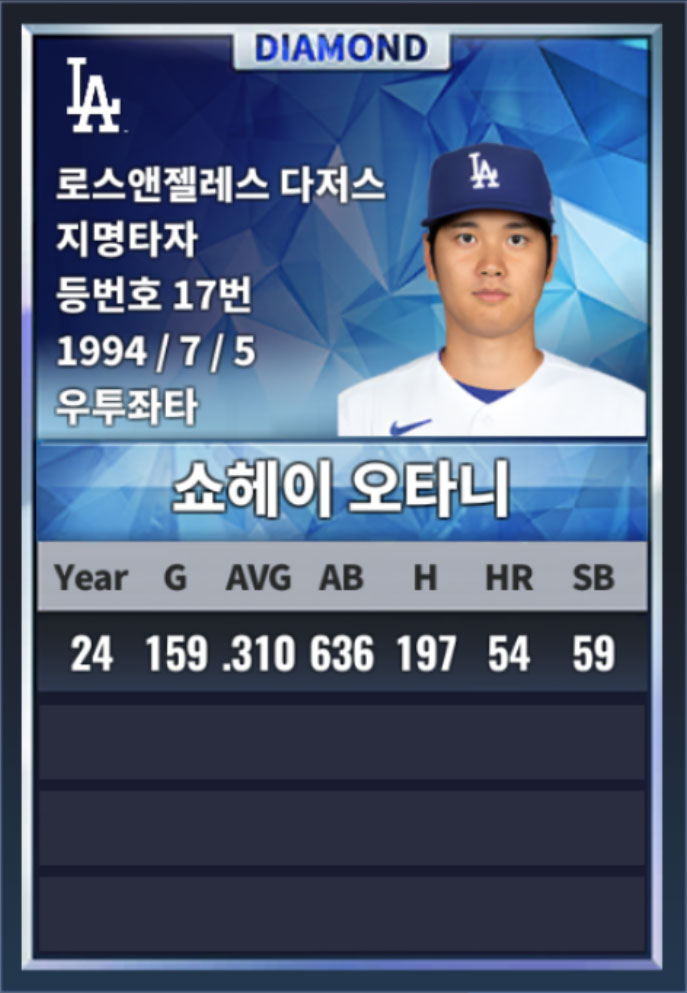 DIAMOND
LA
로스앤젤레스 다저스
지명타자
등번호 17번
1994 / 7 / 5
우투좌타
LA
쇼헤이 오타니
Year G AVG AB H HR SB
24 159 .310 636 197 54 59